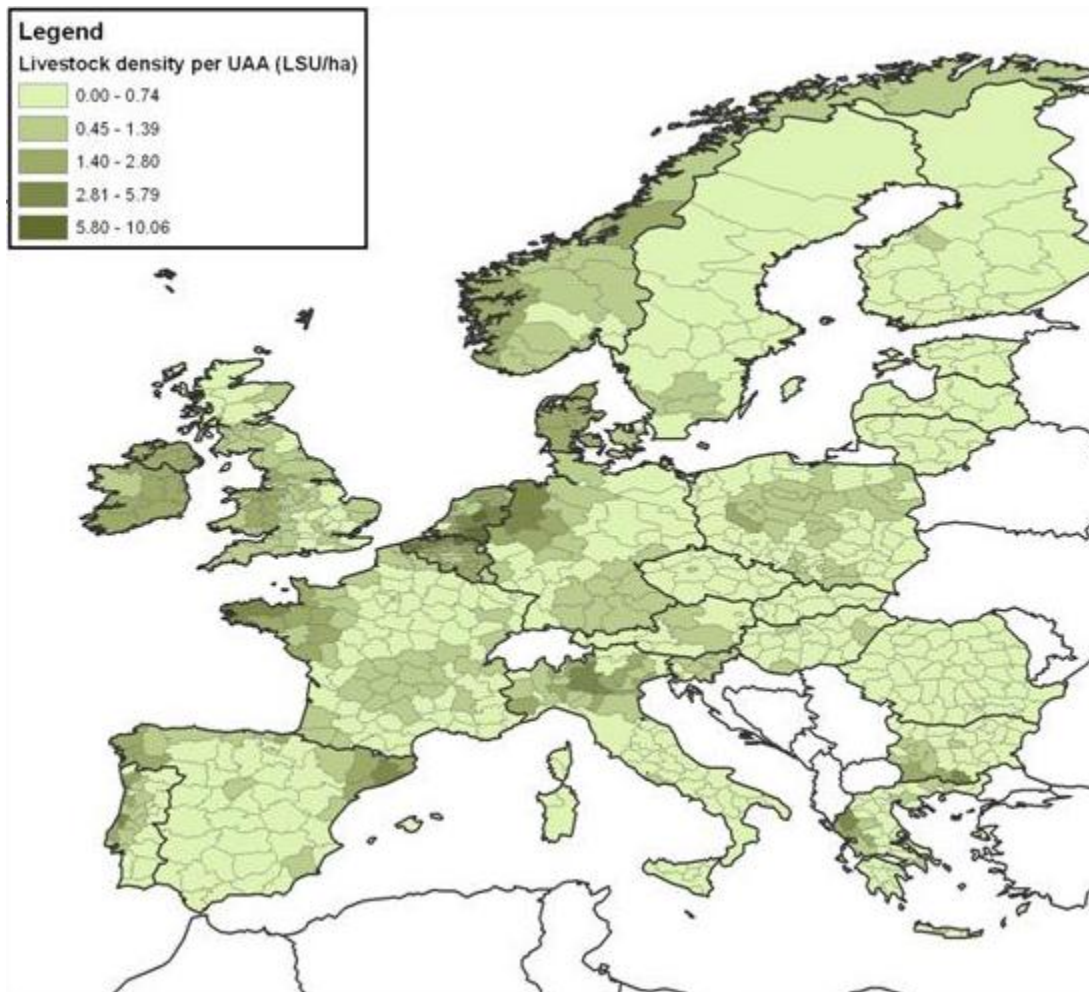 Legend
Livestock density per UAA (LSU/ha)
0.00 - 0.74
0.45 - 1.39
1.40 - 2.80
2.81 - 5.79
5.80 - 10.06